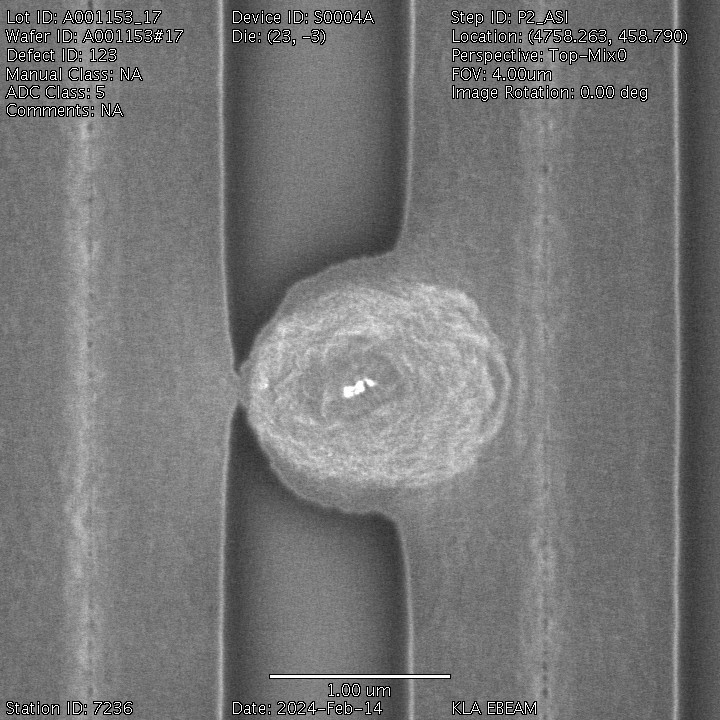 Lot ID: A001153_17
Wafer ID: A001153#17
Defect ID: 123
Manual Class: NA
ADC Class: 5
Comments: NA
Device ID: S0004A
Die: (23, -3)
Step ID: P2_ASI
Location: (4758.263, 458.790)
Perspective: Top-Mix0
FOV: 4.00um
Image Rotation: 0.00 deg
1.00 um
Station ID: 7236
Date: 2024-Feb-14
KLA EBEAM